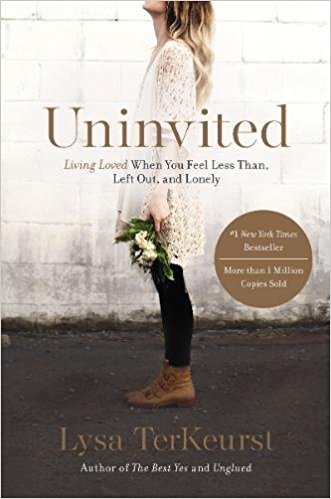 Uninvited
Living Loved When You Feel Less Than,
Left Out, and Lonely
#1 New York Times
Bestseller
More than 1 Million
Copies Sold
Lysa TerKeurst
Author of The Best Yes and Unglued